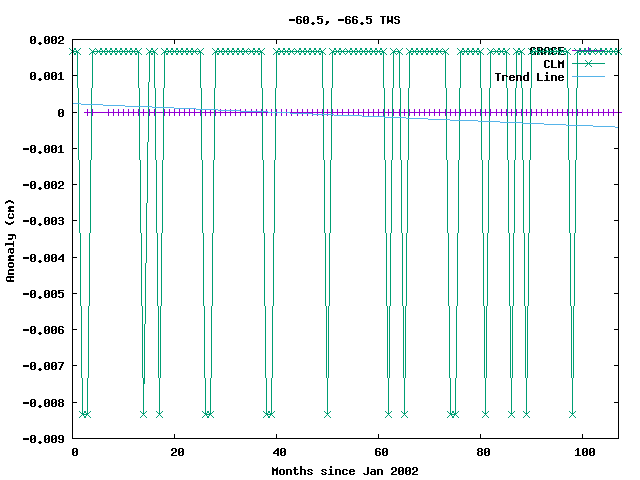 -60.5, -66.5 TWS
0.002
0.001
0
-0.001
-0.002
-0.003
-0.004
-0.005
-0.006
-0.007
-0.008
-0.009
Anomaly (cm)
GRACE
CLM
Trend Line
0 20 40 60 80 100
Months since Jan 2002